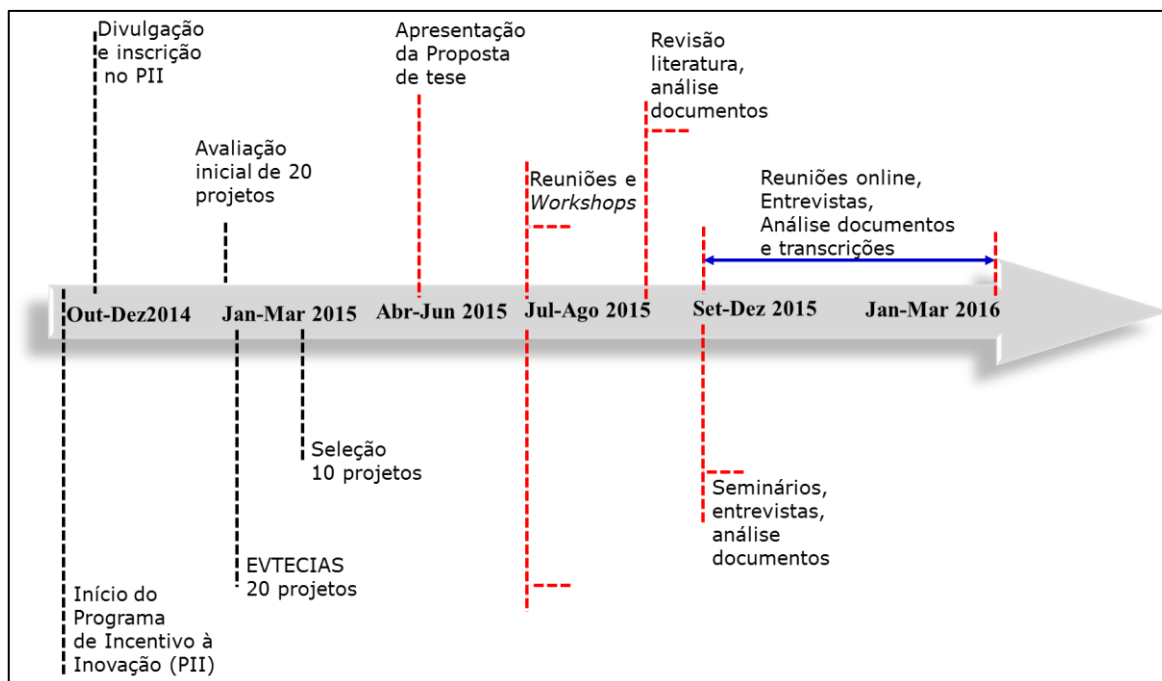 Divulgação
e inscrição
no PII
Apresentação
da Proposta
de tese
Revisão
literatura,
análise
documentos
Avaliação
inicial de 20
projetos
Reuniões e
Workshops
Reuniões online,
Entrevistas,
Análise documentos
e transcrições
Out-Dez2014
Jan-Mar 2015
Abr-Jun 2015
Jul-Ago 2015
Set-Dez 2015
Jan-Mar 2016
Seleção
10 projetos
Seminários,
entrevistas,
análise
documentos
EVTECIAS
20 projetos
Início do
Programa
de Incentivo à
Inovação (PII)